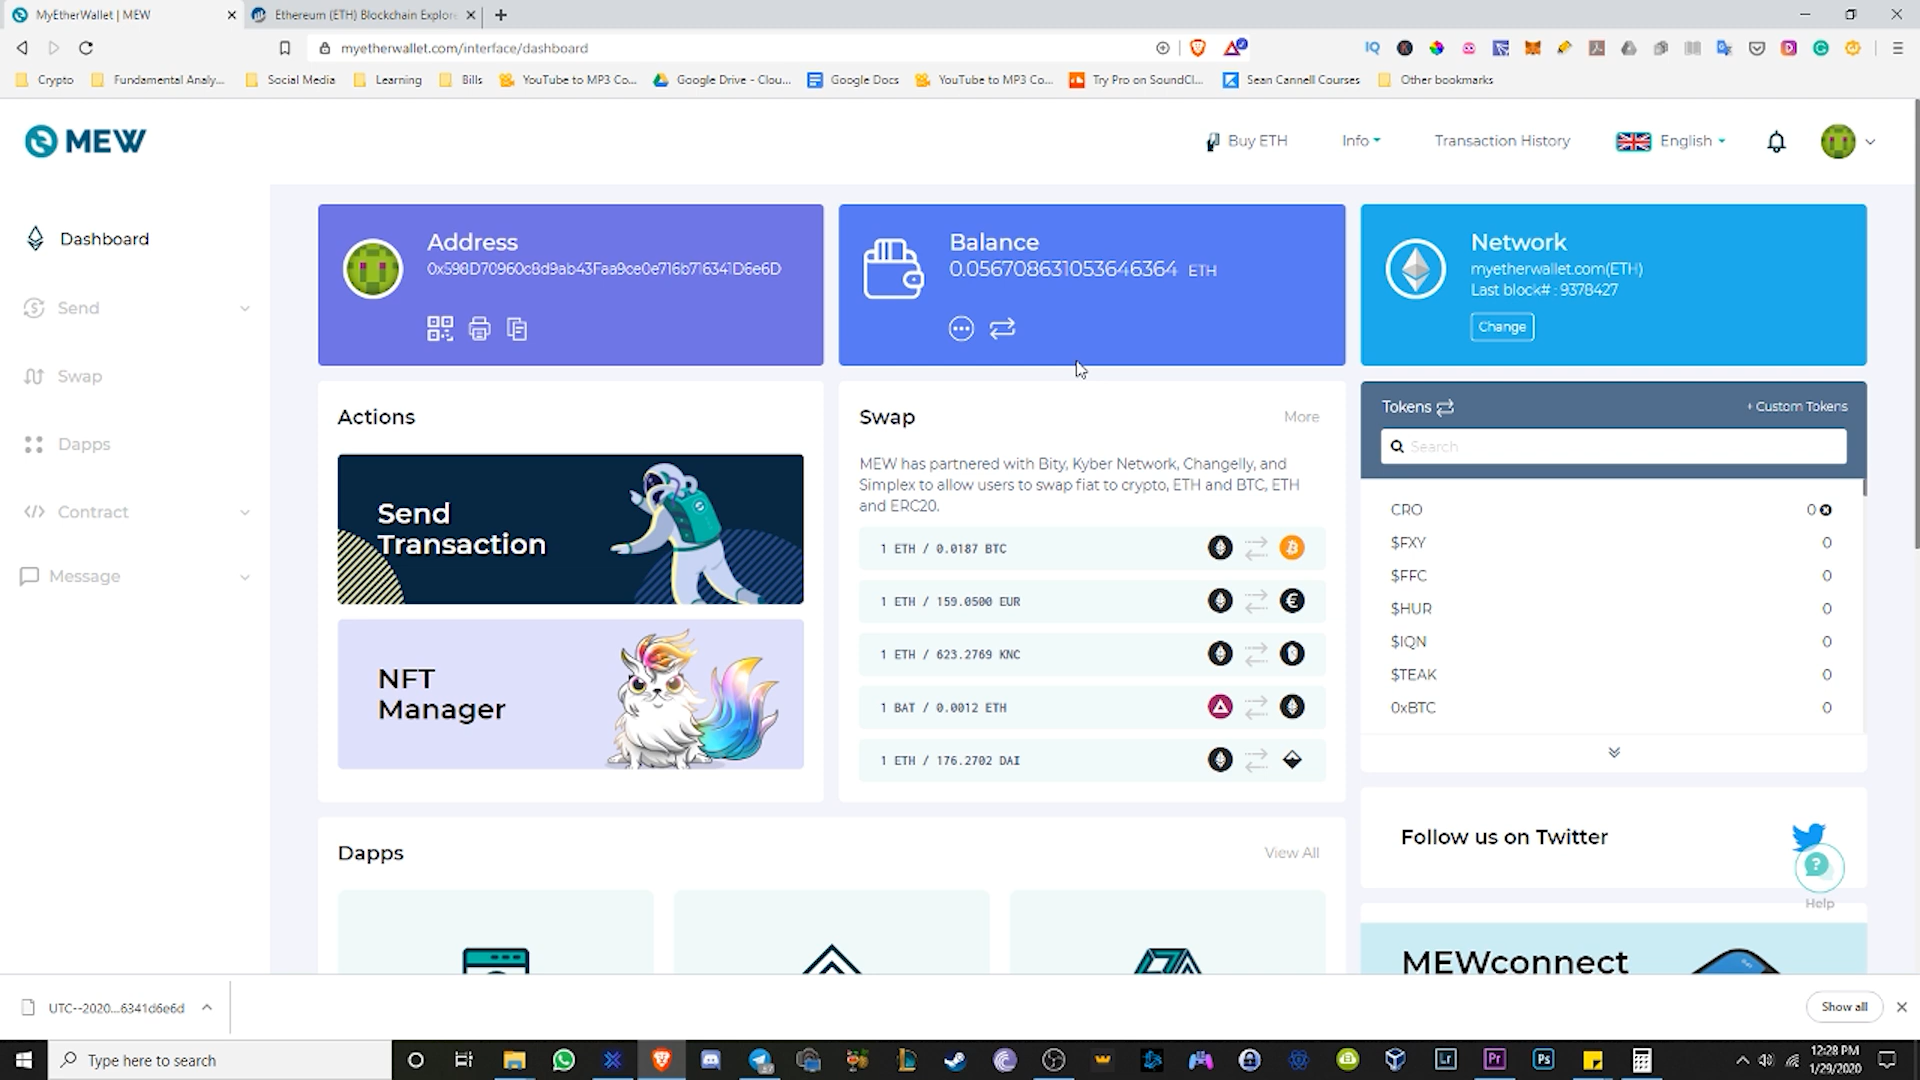 MyEtherWallet | MEW
Ethereum (ETH) Blockchain Explor
myetherwallet.com/interface/dashboard
Crypto
Fundamental Analy...
Social Media
Learning
Bills
YouTube to MP3 Co...
Google Drive - Clou...
Google Docs
YouTube to MP3 Co...
Try Pro on SoundCl...
Sean Cannell Courses
Other bookmarks
MEW
Buy ETH
Info
Transaction History
English
Dashboard
Send
Swap
Dapps
Contract
Message
Address
0x598D70960c8d9ab43Faa9ce0e716b716341D6e6D
Balance
0.056708631053646364 ETH
Network
myetherwallet.com(ETH)
Last block# : 9378427
Change
Actions
Send
Transaction
NFT
Manager
Swap
More
MEW has partnered with Bity, Kyber Network, Changelly, and
Simplex to allow users to swap fiat to crypto, ETH and BTC, ETH
and ERC20.
1 ETH / 0.0187 BTC
1 ETH / 159.0500 EUR
1 ETH / 623.2769 KNC
1 BAT / 0.0012 ETH
1 ETH / 176.2702 DAI
Tokens
+ Custom Tokens
Search
CRO 0
$FXY 0
$FFC 0
$HUR 0
$IQN 0
$TEAK 0
0xBTC 0
Dapps
View All
Follow us on Twitter
Help
MEWconnect
UTC--2020...6341d6e6d
Show all
Type here to search
Lr
Pr
Ps
12:28 PM
1/29/2020